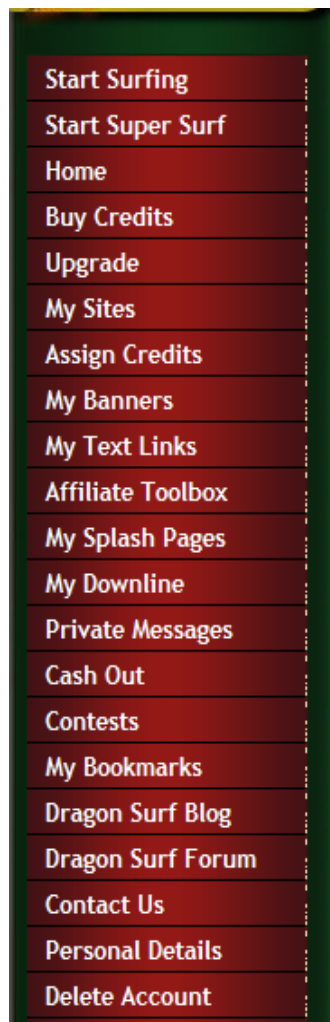 Start Surfing
Start Super Surf
Home
Buy Credits
Upgrade
My Sites
Assign Credits
My Banners
My Text Links
Affiliate Toolbox
My Splash Pages
My Downline
Private Messages
Cash Out
Contests
My Bookmarks
Dragon Surf Blog
Dragon Surf Forum
Contact Us
Personal Details
Delete Account